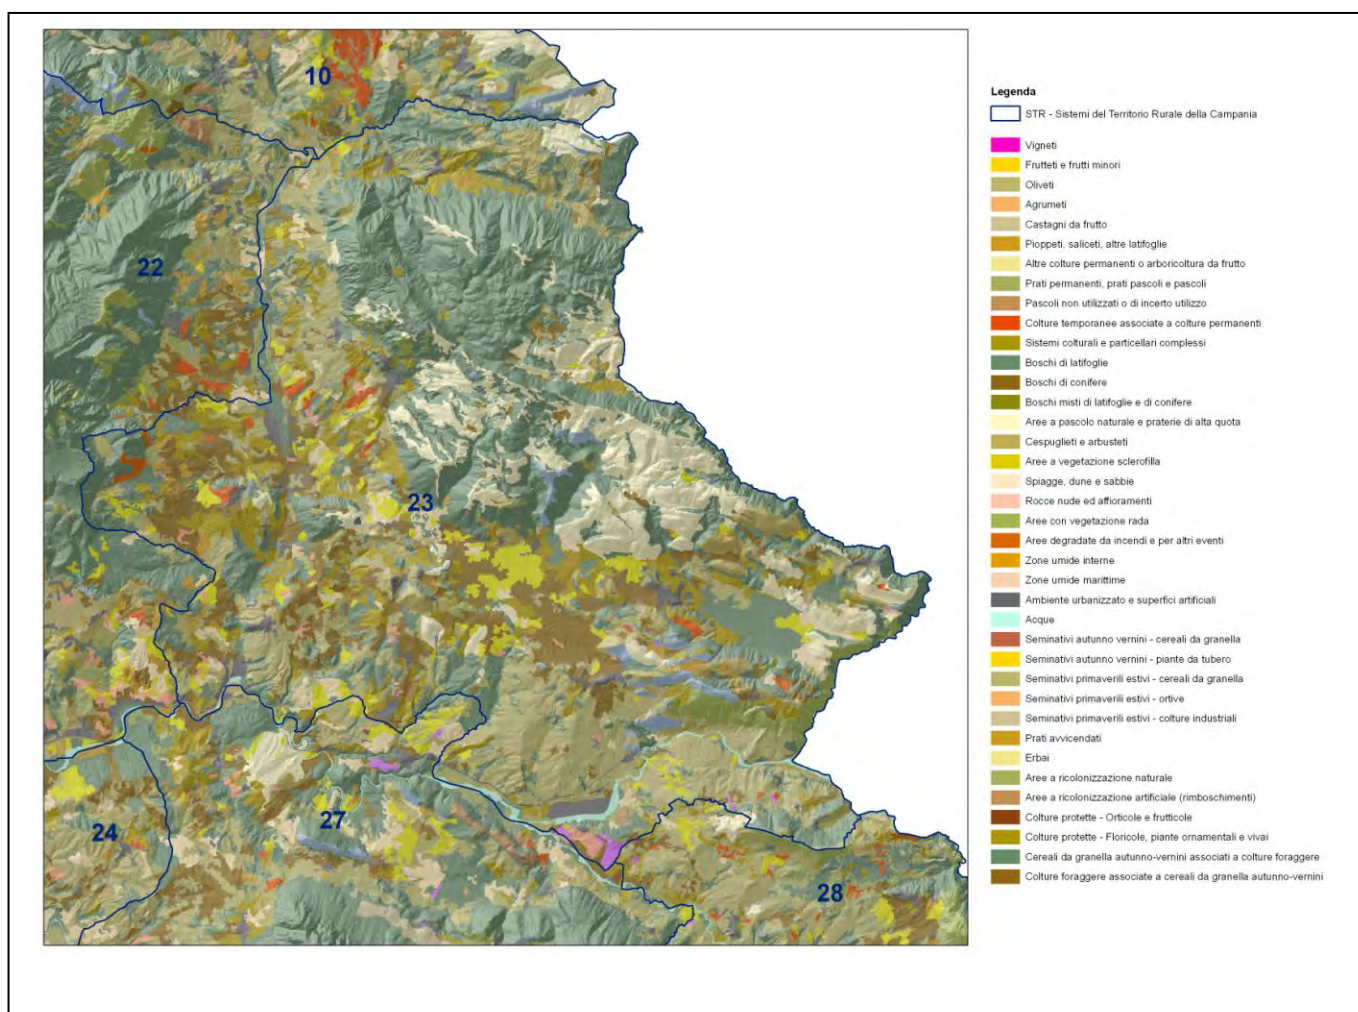 10
22
23
24
27
28
Legenda
STR - Sistemi del Territorio Rurale della Campania
Vigneti
Frutteti e frutti minori
Oliveti
Agrumeti
Castagni da frutto
Pioppeti, saliceti, altre latifoglie
Altre colture permanenti o arboricoltura da frutto
Prati permanenti, prati pascoli e pascoli
Pascoli non utilizzati o di incerto utilizzo
Colture temporanee associate a colture permanenti
Sistemi colturali e particellari complessi
Boschi di latifoglie
Boschi di conifere
Boschi misti di latifoglie e di conifere
Aree a pascolo naturale e praterie di alta quota
Cespuglieti e arbusteti
Aree a vegetazione sclerofilla
Spiagge, dune e sabbie
Rocce nude ed affioramenti
Aree con vegetazione rada
Aree degradate da incendi e per altri eventi
Zone umide interne
Zone umide marittime
Ambiente urbanizzato e superfici artificiali
Acque
Seminativi autunno vernini - cereali da granella
Seminativi autunno vernini - piante da tubero
Seminativi primaverili estivi - cereali da granella
Seminativi primaverili estivi - ortive
Seminativi primaverili estivi - colture industriali
Prati avvicendati
Erbai
Aree a ricolonizzazione naturale
Aree a ricolonizzazione artificiale (rimboschimenti)
Colture protette - Orticole e frutticole
Colture protette - Floricole, piante ornamentali e vivai
Cereali da granella autunno-vernini associati a colture foraggere
Colture foraggere associate a cereali da granella autunno-vernini